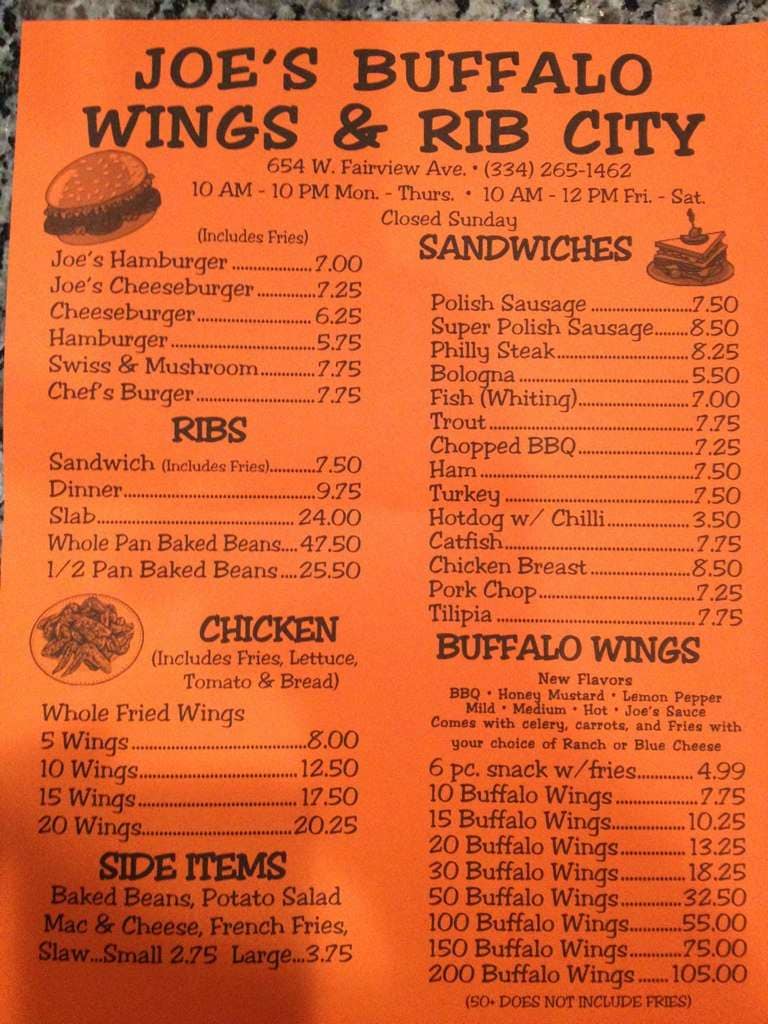 JOE'S BUFFALO
WINGS & RIB CITY
654 W. Fairview Ave. • (334) 265-1462
10 AM - 10 PM Mon. - Thurs. • 10 AM - 12 PM Fri. - Sat.
Closed Sunday
(Includes Fries)
Joe's Hamburger ....................7.00
Joe's Cheeseburger ..............7.25
Cheeseburger.............................6.25
Hamburger....................................5.75
Swiss & Mushroom..............7.75
Chef's Burger.............................7.75
RIBS
Sandwich (Includes Fries)...........7.50
Dinner................................................9.75
Slab................................................. 24.00
Whole Pan Baked Beans....47.50
1/2 Pan Baked Beans ....25.50
CHICKEN
(Includes Fries, Lettuce,
Tomato & Bread)
Whole Fried Wings
5 Wings ............................................8.00
10 Wings........................................12.50
15 Wings........................................17.50
20 Wings......................................20.25
SIDE ITEMS
Baked Beans, Potato Salad
Mac & Cheese, French Fries,
Slaw...Small 2.75 Large...3.75
SANDWICHES
Polish Sausage .........................7.50
Super Polish Sausage.......8.50
Philly Steak.................................8.25
Bologna ...........................................5.50
Fish (Whiting)............................7.00
Trout ..................................................7.75
Chopped BBQ...........................7.25
Ham .....................................................7.50
Turkey ..............................................7.50
Hotdog w/ Chilli....................3.50
Catfish..............................................7.75
Chicken Breast ........................8.50
Pork Chop......................................7.25
Tilipia ................................................7.75
BUFFALO WINGS
New Flavors
BBQ • Honey Mustard • Lemon Pepper
Mild • Medium • Hot • Joe's Sauce
Comes with celery, carrots, and Fries with
your choice of Ranch or Blue Cheese
6 pc. snack w/fries............. 4.99
10 Buffalo Wings ....................7.75
15 Buffalo Wings.................10.25
20 Buffalo Wings................13.25
30 Buffalo Wings................18.25
50 Buffalo Wings...............32.50
100 Buffalo Wings..............55.00
150 Buffalo Wings..............75.00
200 Buffalo Wings ....... 105.00
(50+ DOES NOT INCLUDE FRIES)